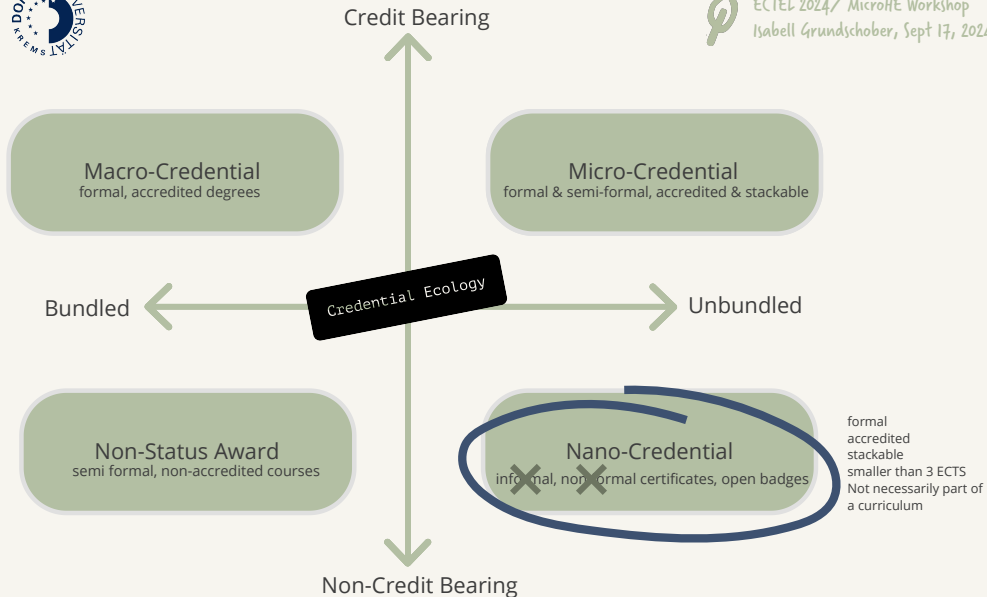 Credit Bearing
ECTEL 2024/ MicroHE Workshop
Isabell Grundschober, Sept 17, 2024
KREMS
Macro-Credential
formal, accredited degrees
Micro-Credential
formal & semi-formal, accredited & stackable
Credential Ecology
Bundled
Unbundled
Non-Status Award
semi formal, non-accredited courses
Nano-Credential
informal, non-formal certificates, open badges
formal
accredited
stackable
smaller than 3 ECTS
Not necessarily part of
a curriculum
Non-Credit Bearing